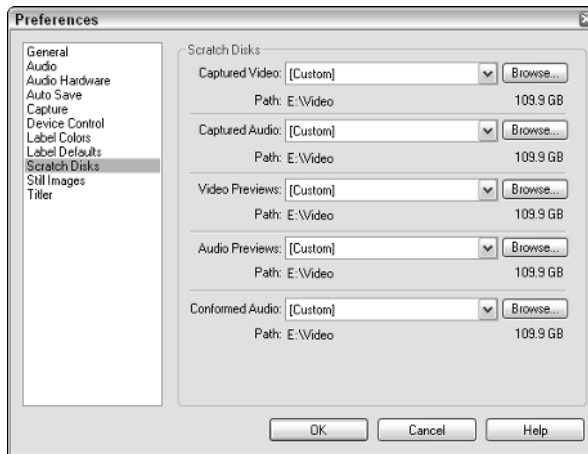 Preferences
General
Audio
Audio Hardware
Auto Save
Capture
Device Control
Label Colors
Label Defaults
Scratch Disks
Still Images
Titler
Scratch Disks
Captured Video: [Custom] Browse...
Path: E:\Video 109.9 GB
Captured Audio: [Custom] Browse...
Path: E:\Video 109.9 GB
Video Previews: [Custom] Browse...
Path: E:\Video 109.9 GB
Audio Previews: [Custom] Browse...
Path: E:\Video 109.9 GB
Conformed Audio: [Custom] Browse...
Path: E:\Video 109.9 GB
OK Cancel Help